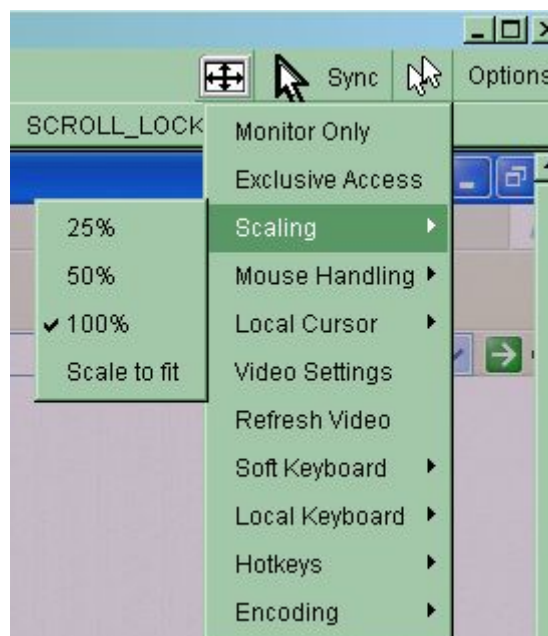 Sync
Options
SCROLL_LOCK
Monitor Only
Exclusive Access
Scaling
25%
50%
100%
Scale to fit
Mouse Handling
Local Cursor
Video Settings
Refresh Video
Soft Keyboard
Local Keyboard
Hotkeys
Encoding